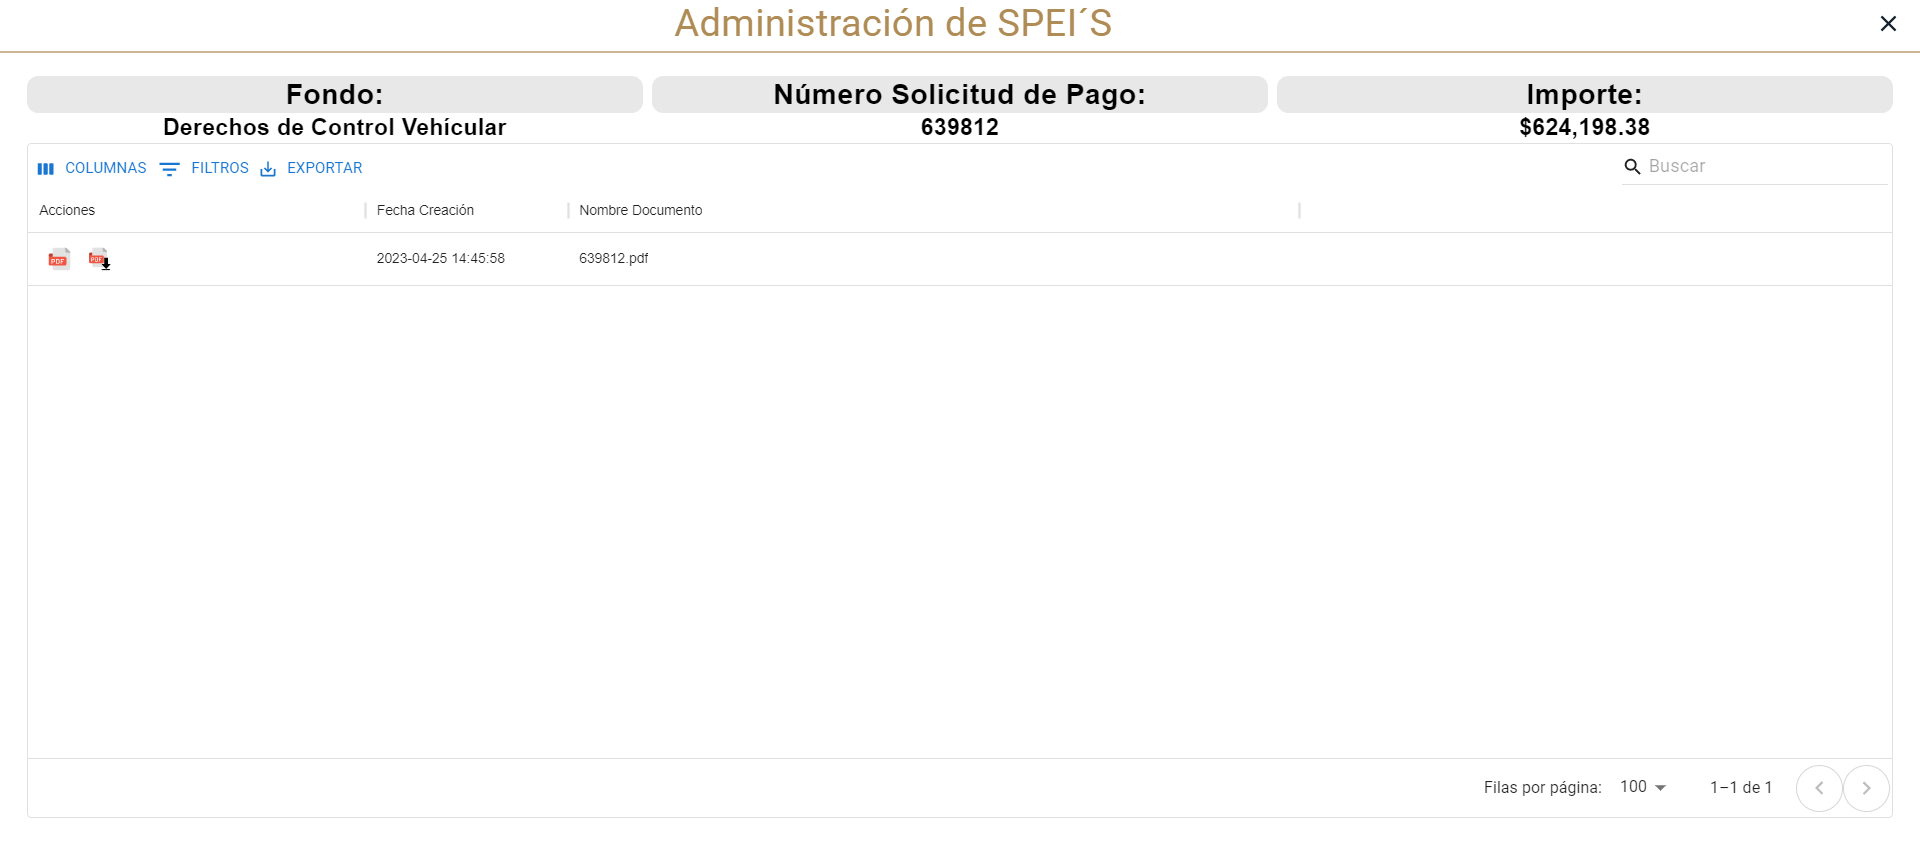 Administración de SPEI´S
Fondo: Número Solicitud de Pago: Importe:
Derechos de Control Vehícular 639812 $624,198.38
COLUMNAS FILTROS EXPORTAR Buscar
Acciones Fecha Creación Nombre Documento
PDF PDF 2023-04-25 14:45:58 639812.pdf
Filas por página: 100 1–1 de 1